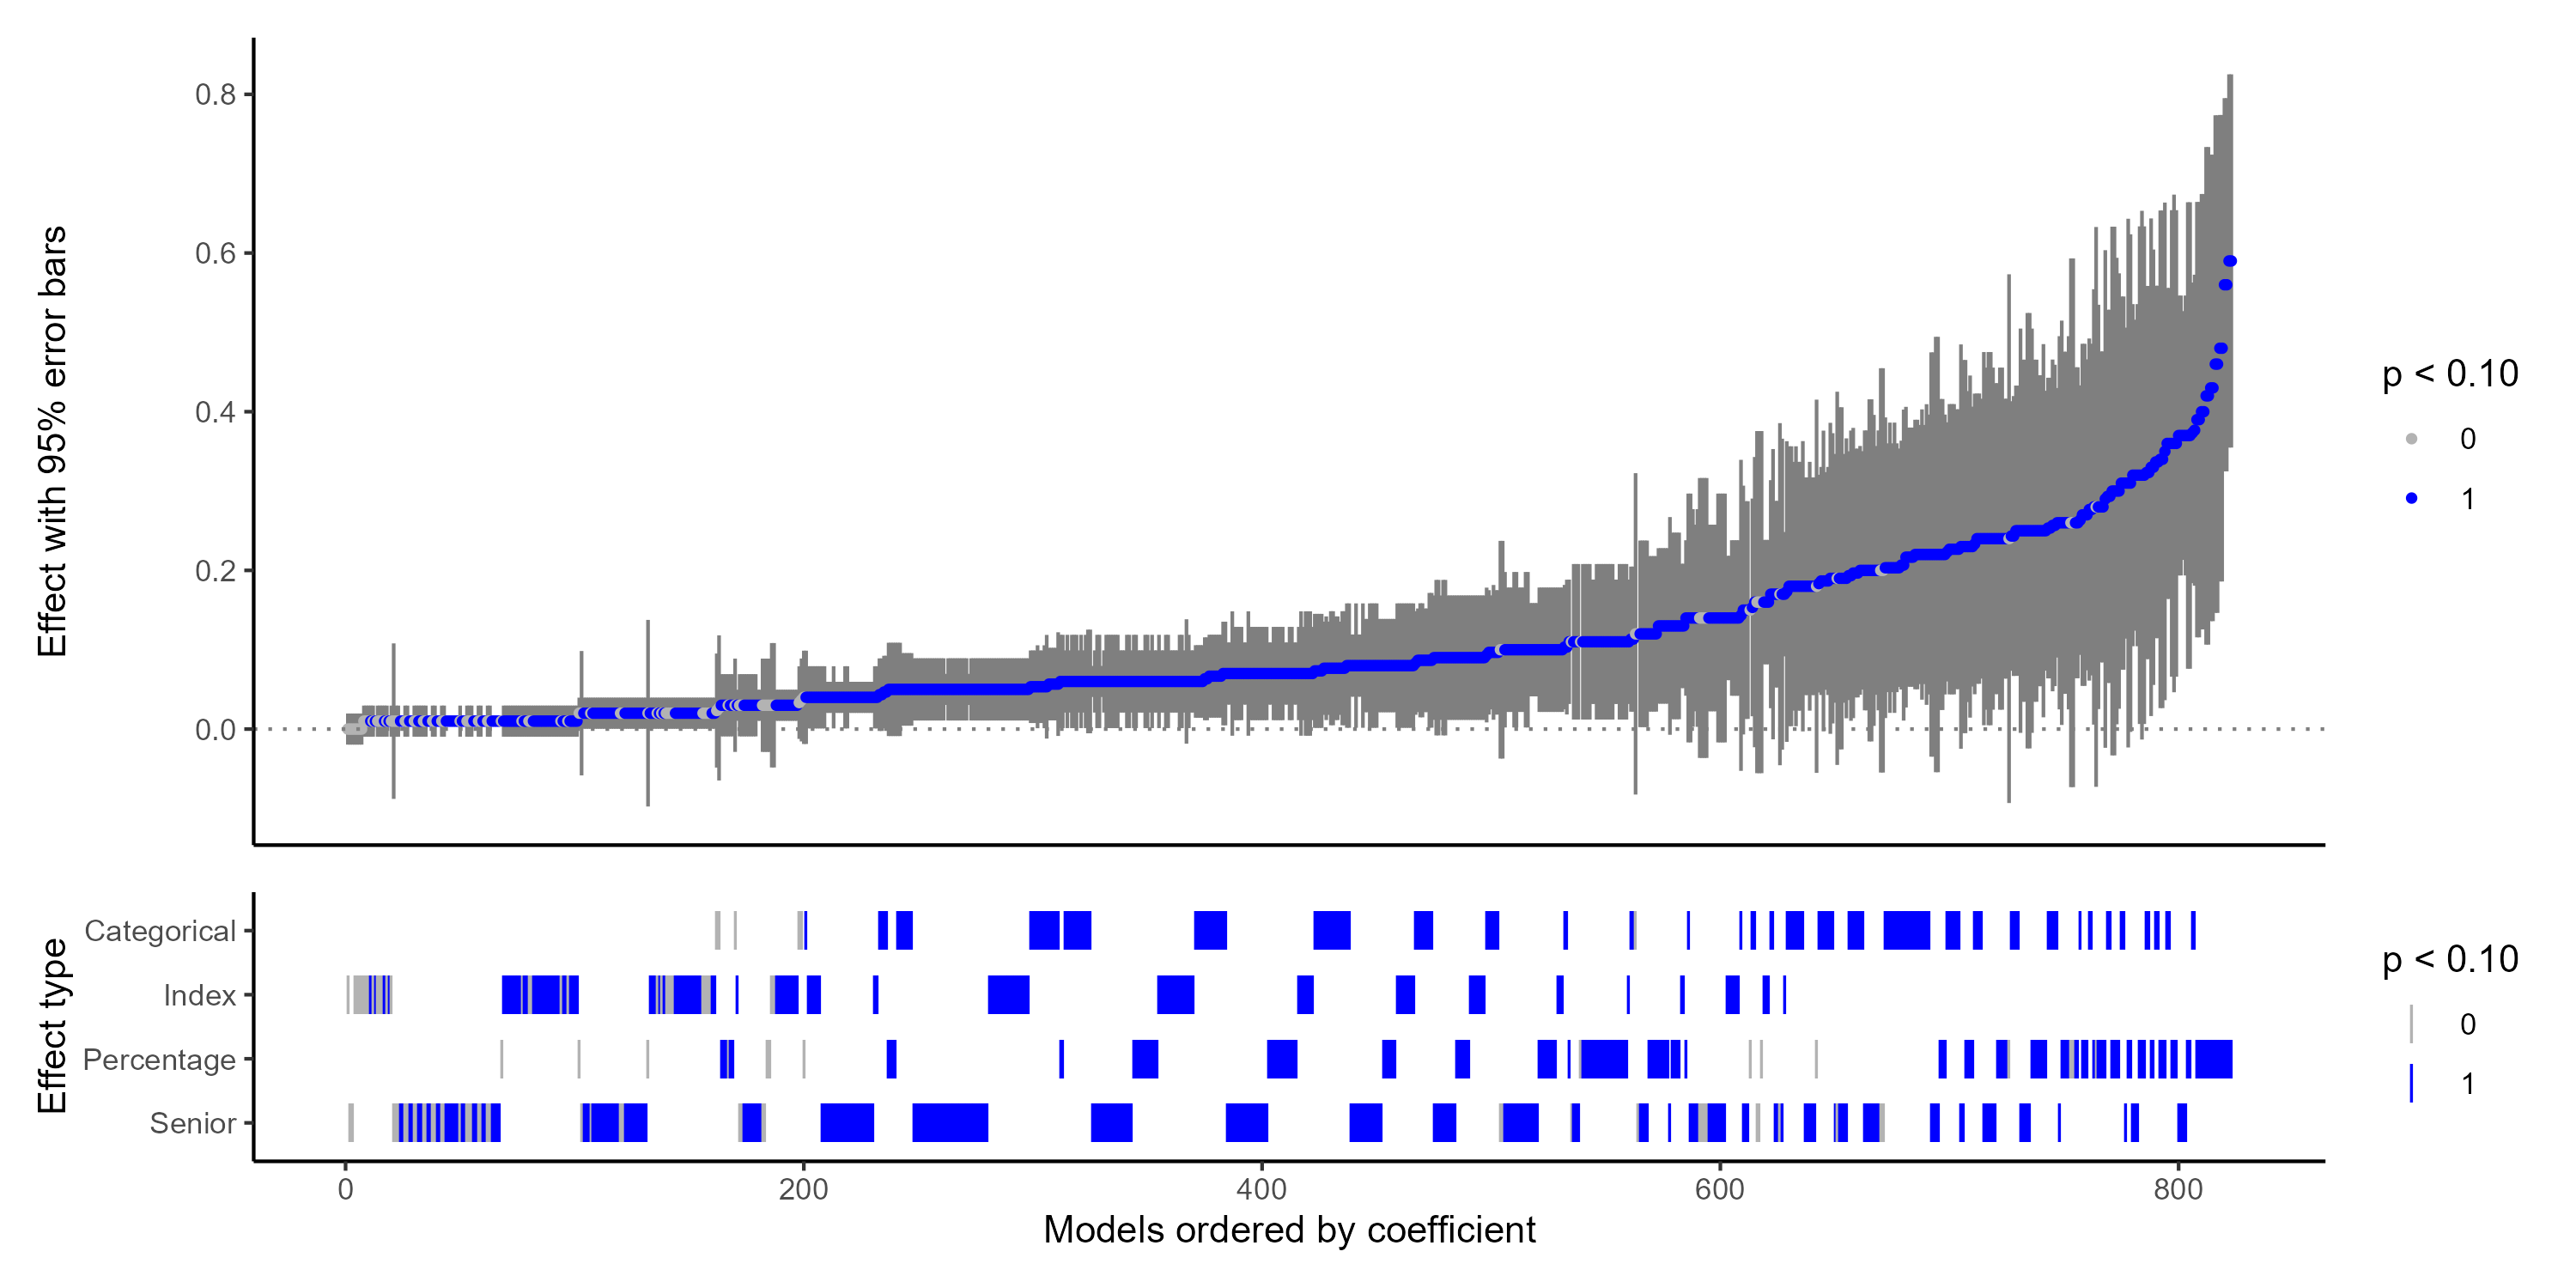 Effect with 95% error bars
0.8
0.6
0.4
0.2
0.0
p < 0.10
0
1
Effect type
Categorical
Index
Percentage
Senior
p < 0.10
0
1
0 200 400 600 800
Models ordered by coefficient